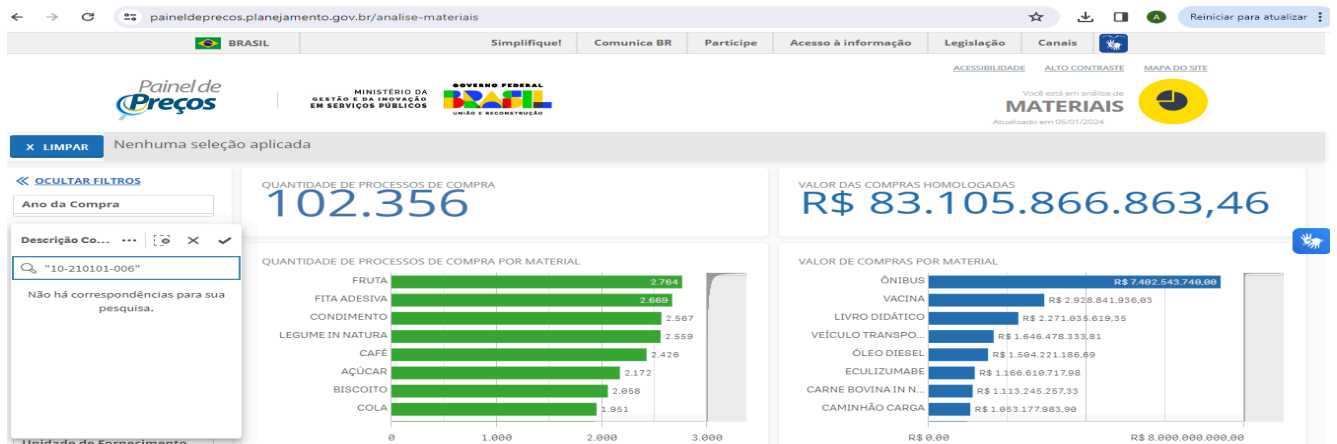 paineldeprecos.planejamento.gov.br/analise-materiais
A
Reiniciar para atualizar
BRASIL
Simplifique!
Comunica BR
Participe
Acesso à informação
Legislação
Canais
ACESSIBILIDADE
ALTO CONTRASTE
MAPA DO SITE
Painel de
Preços
MINISTÉRIO DA
GESTÃO E DA INOVAÇÃO
EM SERVIÇOS PÚBLICOS
GOVERNO FEDERAL
BRASIL
UNIÃO E RECONSTRUÇÃO
Você está em análise de
MATERIAIS
Atualizado em 05/01/2024
X LIMPAR
Nenhuma seleção aplicada
OCULTAR FILTROS
Ano da Compra
Descrição Co...
"10-210101-006"
Não há correspondências para sua
pesquisa.
Unidade de Fornecimento
QUANTIDADE DE PROCESSOS DE COMPRA
102.356
VALOR DAS COMPRAS HOMOLOGADAS
R$ 83.105.866.863,46
QUANTIDADE DE PROCESSOS DE COMPRA POR MATERIAL
FRUTA 2.764
FITA ADESIVA 2.669
CONDIMENTO 2.567
LEGUME IN NATURA 2.559
CAFÉ 2.426
AÇÚCAR 2.172
BISCOITO 2.058
COLA 1.951
0 1.000 2.000 3.000
VALOR DE COMPRAS POR MATERIAL
ÔNIBUS R$ 7.402.543.740,00
VACINA R$ 2.928.841.936,03
LIVRO DIDÁTICO R$ 2.271.035.619,35
VEÍCULO TRANSPO... R$ 1.646.478.333,81
ÓLEO DIESEL R$ 1.504.221.186,69
ECULIZUMABE R$ 1.166.610.717,98
CARNE BOVINA IN N... R$ 1.113.245.257,33
CAMINHÃO CARGA R$ 1.053.177.983,90
R$ 0,00 R$ 8.000.000.000,00